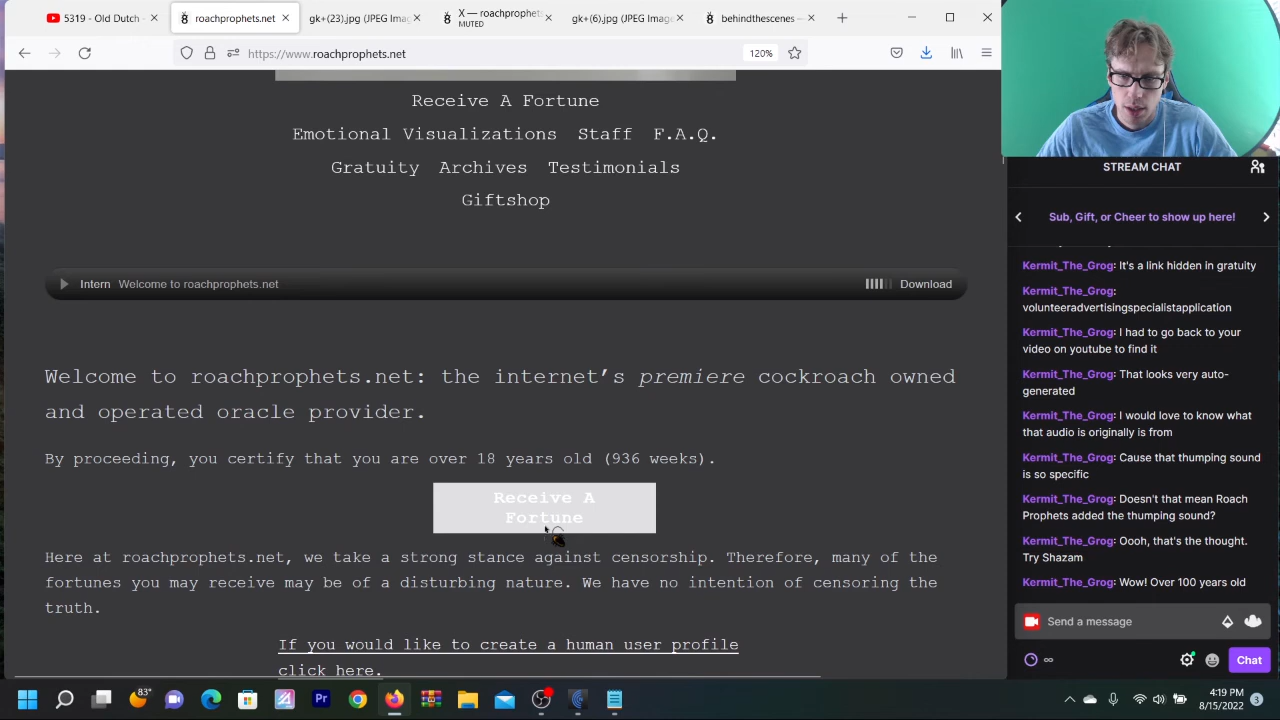 5319 - Old Dutch -
roachprophets.net
gk+(23).jpg (JPEG Imag
X — roachprophets
MUTED
gk+(6).jpg (JPEG Image
behindthescenes —
https://www.roachprophets.net
120%
Receive A Fortune
Emotional Visualizations Staff F.A.Q.
Gratuity Archives Testimonials
Giftshop
Intern Welcome to roachprophets.net
Download
Welcome to roachprophets.net: the internet's premiere cockroach owned
and operated oracle provider.
By proceeding, you certify that you are over 18 years old (936 weeks).
Receive A
Fortune
Here at roachprophets.net, we take a strong stance against censorship. Therefore, many of the
fortunes you may receive may be of a disturbing nature. We have no intention of censoring the
truth.
If you would like to create a human user profile
click here.
STREAM CHAT
Sub, Gift, or Cheer to show up here!
Kermit_The_Grog: It's a link hidden in gratuity
Kermit_The_Grog:
volunteeradvertisingspecialistapplication
Kermit_The_Grog: I had to go back to your
video on youtube to find it
Kermit_The_Grog: That looks very auto-
generated
Kermit_The_Grog: I would love to know what
that audio is originally is from
Kermit_The_Grog: Cause that thumping sound
is so specific
Kermit_The_Grog: Doesn't that mean Roach
Prophets added the thumping sound?
Kermit_The_Grog: Oooh, that's the thought.
Try Shazam
Kermit_The_Grog: Wow! Over 100 years old
Send a message
Chat
83°
Pr
4:19 PM
8/15/2022
3